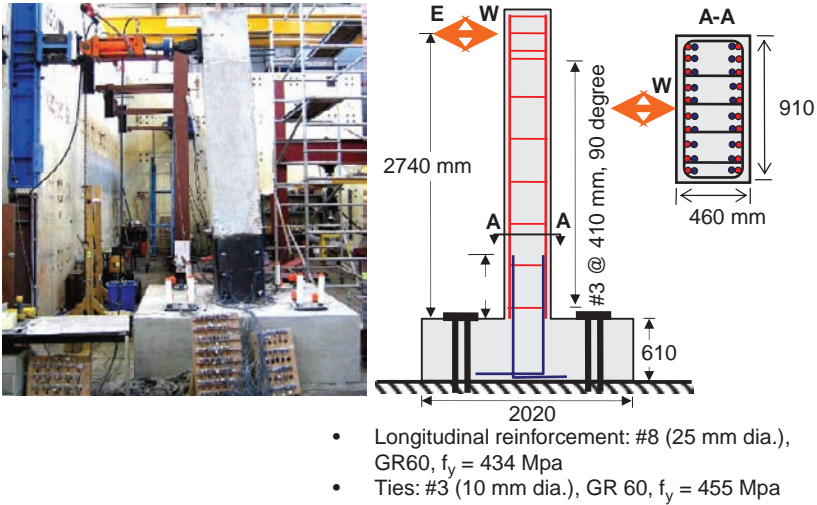 E W
A-A
W
910
460 mm
2740 mm
#3 @ 410 mm, 90 degree
A A
610
2020
• Longitudinal reinforcement: #8 (25 mm dia.),
GR60, fy = 434 Mpa
• Ties: #3 (10 mm dia.), GR 60, fy = 455 Mpa